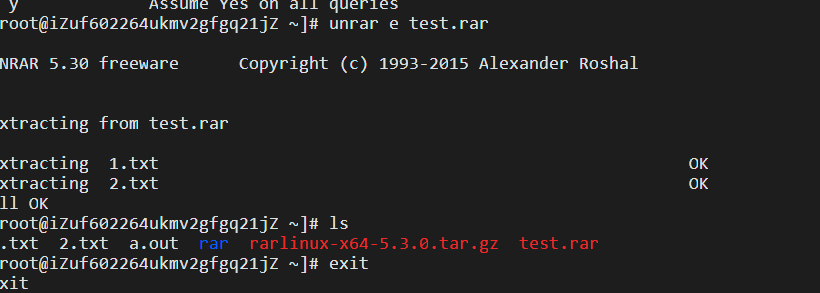 y Assume Yes on all queries
root@iZuf602264ukmv2gfgq21jZ ~]# unrar e test.rar
NRAR 5.30 freeware Copyright (c) 1993-2015 Alexander Roshal
xtracting from test.rar
xtracting 1.txt OK
xtracting 2.txt OK
ll OK
root@iZuf602264ukmv2gfgq21jZ ~]# ls
.txt 2.txt a.out rar rarlinux-x64-5.3.0.tar.gz test.rar
root@iZuf602264ukmv2gfgq21jZ ~]# exit
xit